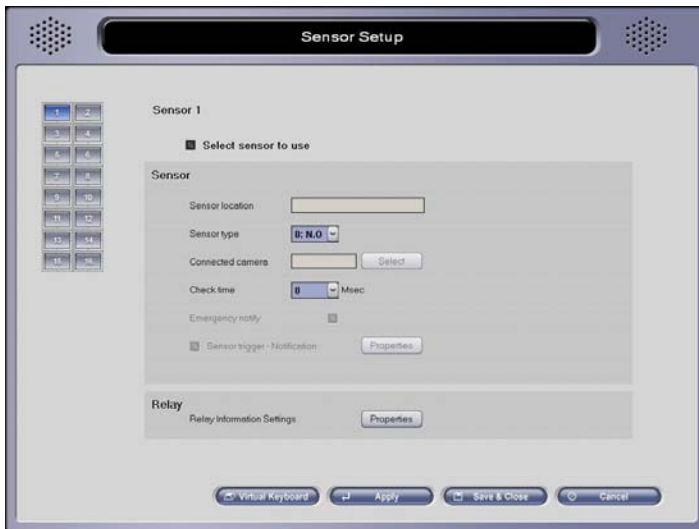 Sensor Setup
1 2
3 4
5 6
7 8
9 10
11 12
13 14
15 16
Sensor 1
Select sensor to use
Sensor
Sensor location
Sensor type 0: N.O
Connected camera Select
Check time 0 Msec
Emergency notify
Sensor trigger - Notification Properties
Relay
Relay Information Settings Properties
Virtual Keyboard Apply Save & Close Cancel